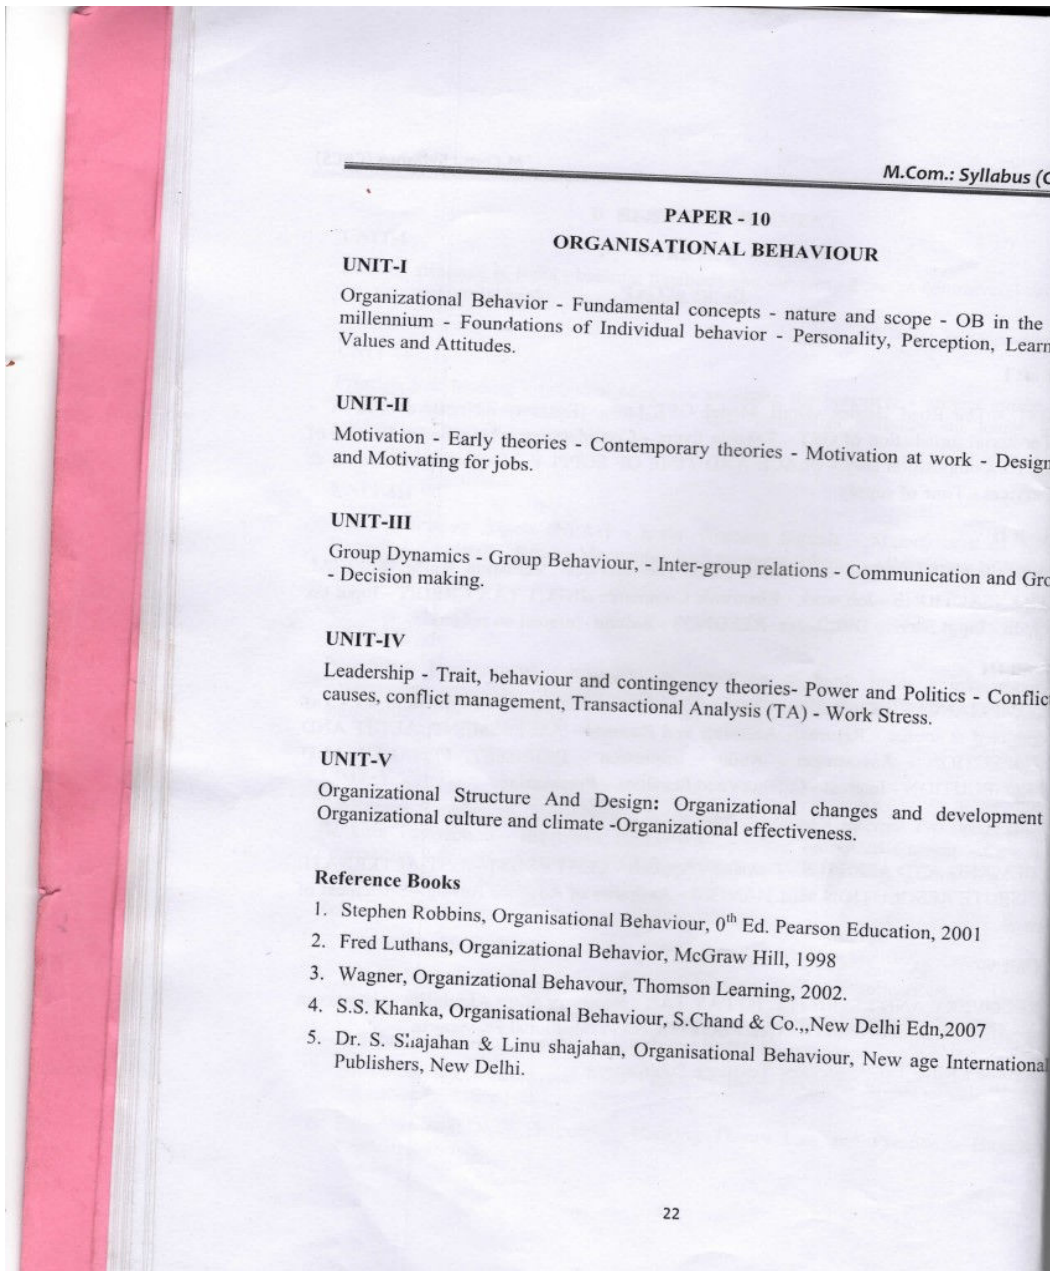 M.Com.: Syllabus (C
PAPER - 10
ORGANISATIONAL BEHAVIOUR
UNIT-I
Organizational Behavior - Fundamental concepts - nature and scope - OB in the
millennium - Foundations of Individual behavior - Personality, Perception, Learn
Values and Attitudes.
UNIT-II
Motivation - Early theories - Contemporary theories - Motivation at work - Design
and Motivating for jobs.
UNIT-III
Group Dynamics - Group Behaviour, - Inter-group relations - Communication and Gro
- Decision making.
UNIT-IV
Leadership - Trait, behaviour and contingency theories- Power and Politics - Conflic
causes, conflict management, Transactional Analysis (TA) - Work Stress.
UNIT-V
Organizational Structure And Design: Organizational changes and development
Organizational culture and climate -Organizational effectiveness.
Reference Books
1. Stephen Robbins, Organisational Behaviour, 0th Ed. Pearson Education, 2001
2. Fred Luthans, Organizational Behavior, McGraw Hill, 1998
3. Wagner, Organizational Behavour, Thomson Learning, 2002.
4. S.S. Khanka, Organisational Behaviour, S.Chand & Co.,,New Delhi Edn,2007
5. Dr. S. Shajahan & Linu shajahan, Organisational Behaviour, New age International
Publishers, New Delhi.
22